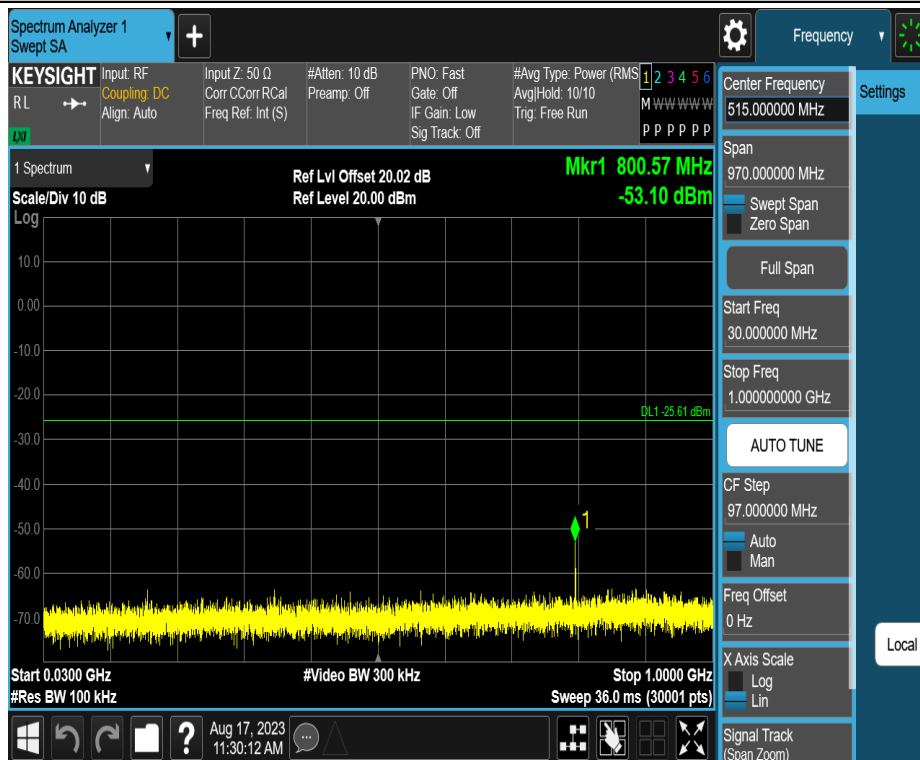 Spectrum Analyzer 1
Swept SA
Frequency
KEYSIGHT
RL
LXI
Input: RF
Coupling: DC
Align: Auto
Input Z: 50 Ω
Corr CCorr RCal
Freq Ref: Int (S)
#Atten: 10 dB
Preamp: Off
PNO: Fast
Gate: Off
IF Gain: Low
Sig Track: Off
#Avg Type: Power (RMS
Avg|Hold: 10/10
Trig: Free Run
1 2 3 4 5 6
M W W W W W
P P P P P P
Center Frequency
515.000000 MHz
Settings
1 Spectrum
Scale/Div 10 dB
Log
Ref Lvl Offset 20.02 dB
Ref Level 20.00 dBm
Mkr1 800.57 MHz
-53.10 dBm
10.0
0.00
-10.0
-20.0
-30.0
-40.0
-50.0
-60.0
-70.0
DL1 -25.61 dBm
1
Start 0.0300 GHz
#Res BW 100 kHz
#Video BW 300 kHz
Stop 1.0000 GHz
Sweep 36.0 ms (30001 pts)
Span
970.000000 MHz
Swept Span
Zero Span
Full Span
Start Freq
30.000000 MHz
Stop Freq
1.000000000 GHz
AUTO TUNE
CF Step
97.000000 MHz
Auto
Man
Freq Offset
0 Hz
X Axis Scale
Log
Lin
Local
Signal Track
(Span Zoom)
?
Aug 17, 2023
11:30:12 AM